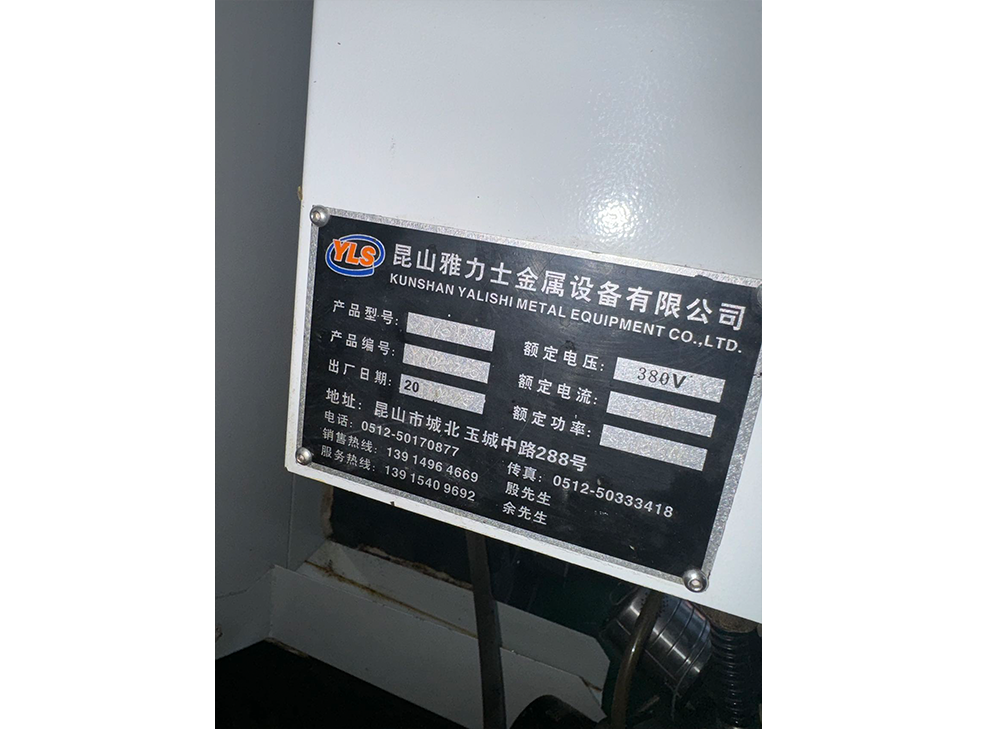 YLS 昆山雅力士金属设备有限公司
KUNSHAN YALISHI METAL EQUIPMENT CO.,LTD.
产品型号:
额定电压: 380V
产品编号:
额定电流:
出厂日期: 20
额定功率:
地址: 昆山市城北玉城中路288号
电话: 0512-50170877
传真: 0512-50333418
销售热线: 139 1496 4669
殷先生
服务热线: 139 1540 9692
余先生